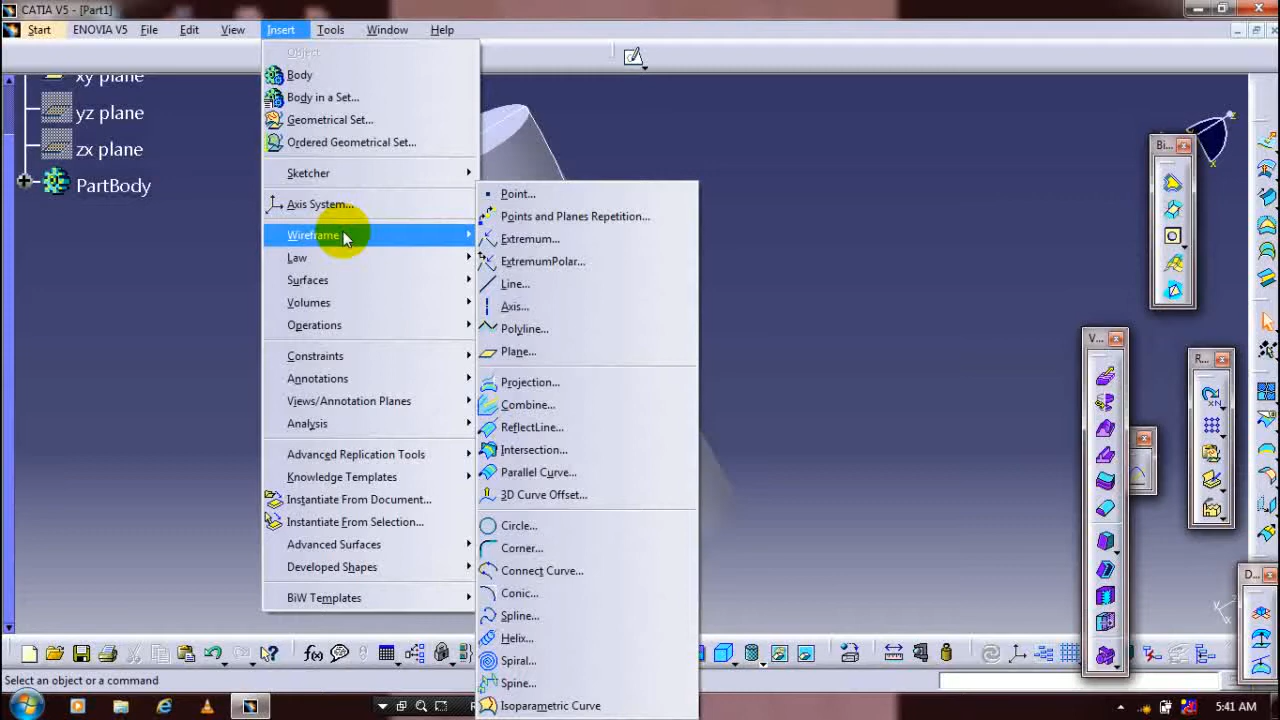 CATIA V5 - [Part1]
Start ENOVIA V5 File Edit View Insert Tools Window Help
xy plane
yz plane
zx plane
PartBody
Object
Body
Body in a Set...
Geometrical Set...
Ordered Geometrical Set...
Sketcher
Axis System...
Wireframe
Law
Surfaces
Volumes
Operations
Constraints
Annotations
Views/Annotation Planes
Analysis
Advanced Replication Tools
Knowledge Templates
Instantiate From Document...
Instantiate From Selection...
Advanced Surfaces
Developed Shapes
BiW Templates
Point...
Points and Planes Repetition...
Extremum...
ExtremumPolar...
Line...
Axis...
Polyline...
Plane...
Projection...
Combine...
ReflectLine...
Intersection...
Parallel Curve...
3D Curve Offset...
Circle...
Corner...
Connect Curve...
Conic...
Spline...
Helix...
Spiral...
Spine...
Isoparametric Curve
Bi...
V...
R...
D...
f(x)
Select an object or a command
5:41 AM